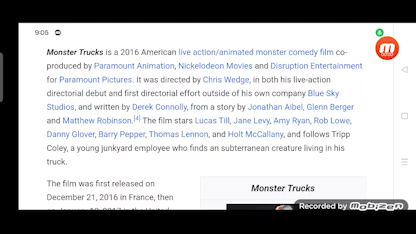 9:05
Monster Trucks is a 2016 American live action/animated monster comedy film co-
produced by Paramount Animation, Nickelodeon Movies and Disruption Entertainment
for Paramount Pictures. It was directed by Chris Wedge, in both his live-action
directorial debut and first directorial effort outside of his own company Blue Sky
Studios, and written by Derek Connolly, from a story by Jonathan Aibel, Glenn Berger
and Matthew Robinson.[4] The film stars Lucas Till, Jane Levy, Amy Ryan, Rob Lowe,
Danny Glover, Barry Pepper, Thomas Lennon, and Holt McCallany, and follows Tripp
Coley, a young junkyard employee who finds an subterranean creature living in his
truck.
The film was first released on
December 21, 2016 in France, then
Monster Trucks
Recorded by MOBIZEN